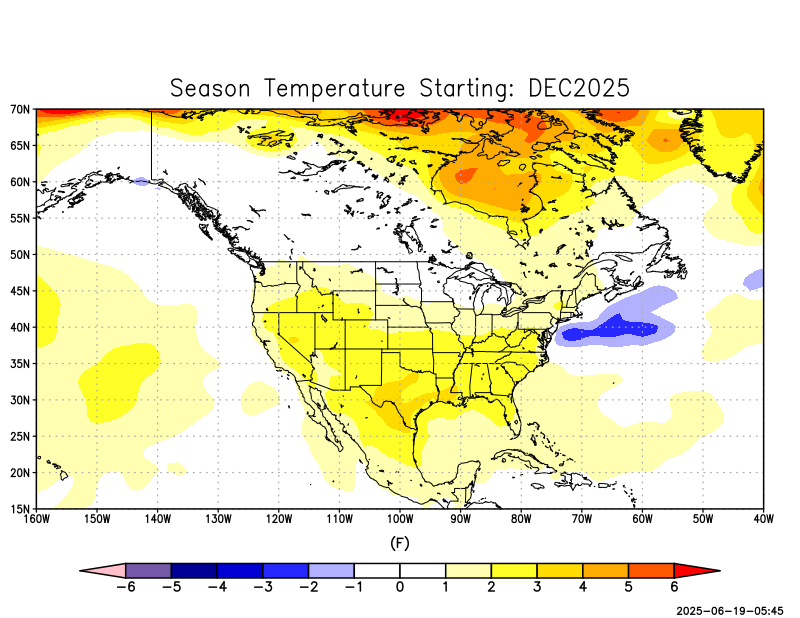 Season Temperature Starting: DEC2025
70N
65N
60N
55N
50N
45N
40N
35N
30N
25N
20N
15N
160W 150W 140W 130W 120W 110W 100W 90W 80W 70W 60W 50W 40W
(F)
−6 −5 −4 −3 −2 −1 0 1 2 3 4 5 6
2025−06−19−05:45